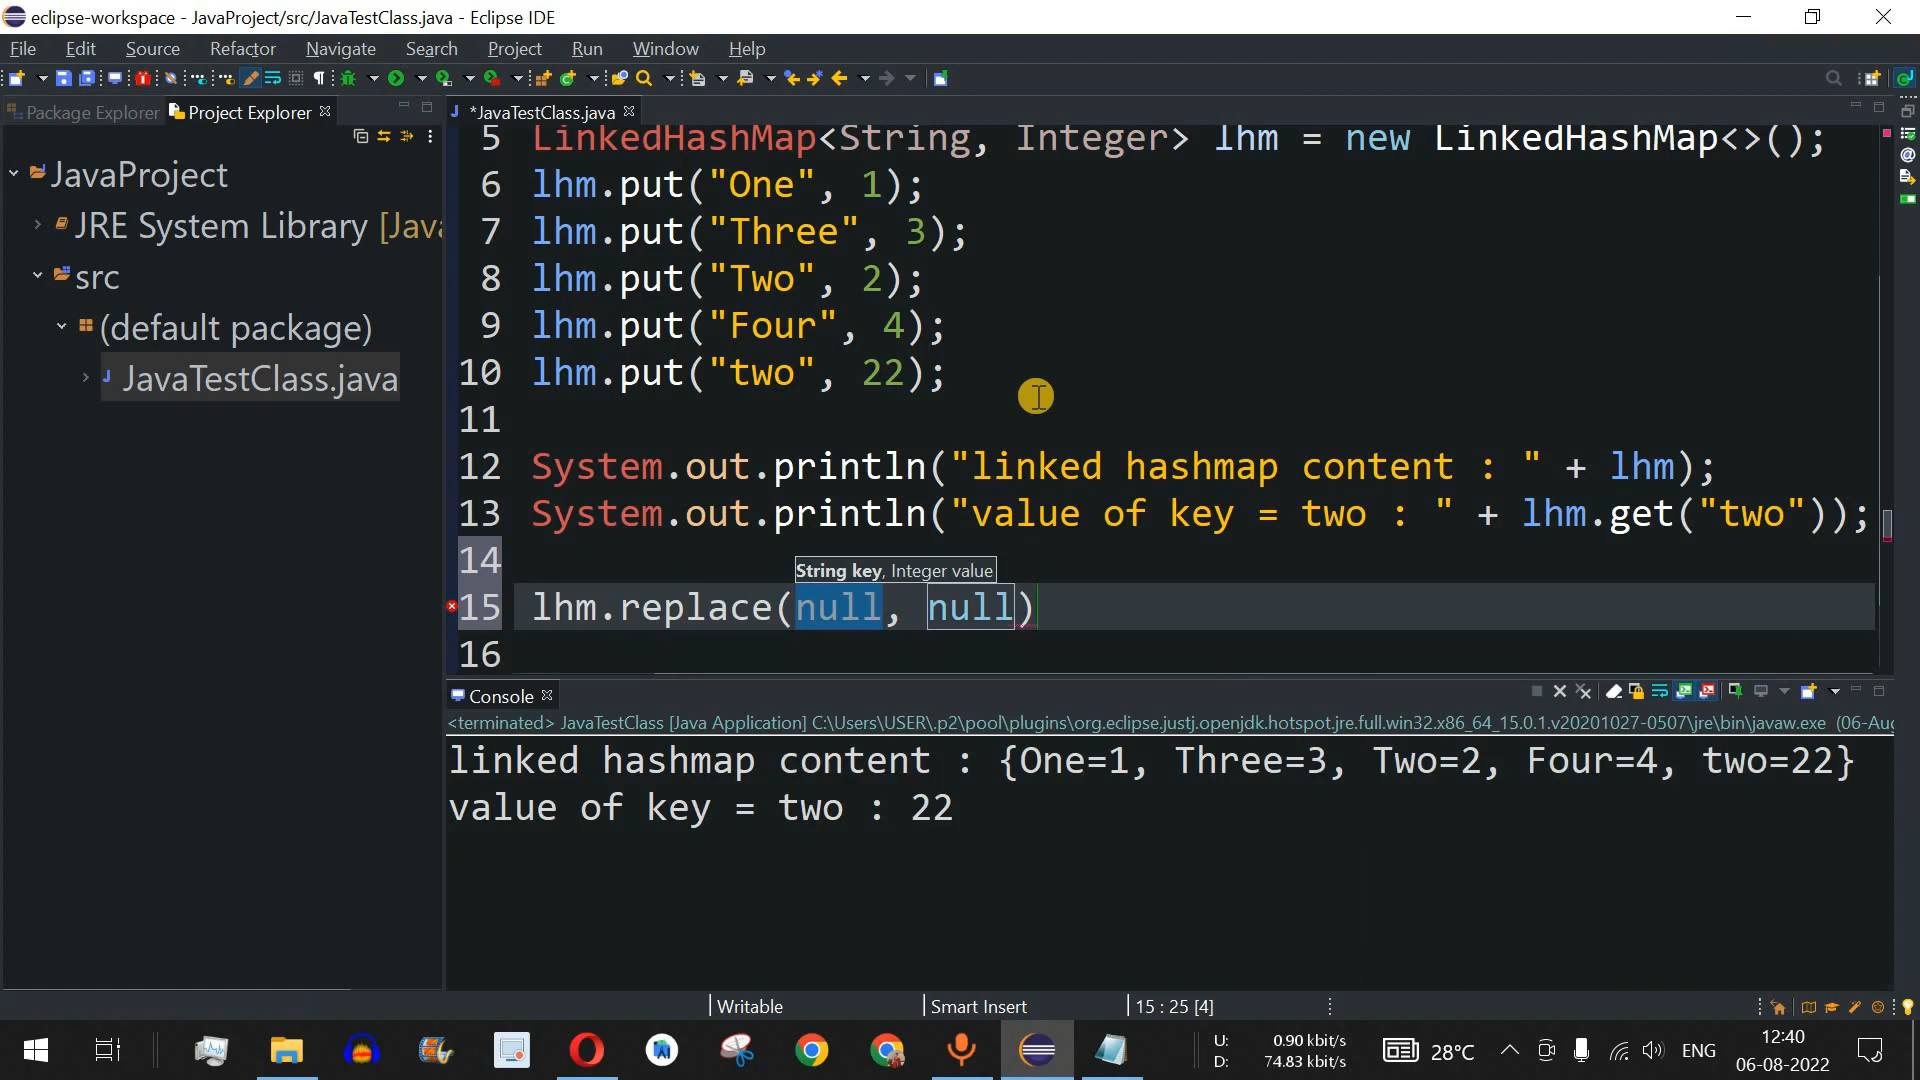 eclipse-workspace - JavaProject/src/JavaTestClass.java - Eclipse IDE
File Edit Source Refactor Navigate Search Project Run Window Help
Package Explorer Project Explorer *JavaTestClass.java
JavaProject
JRE System Library [Java
src
(default package)
JavaTestClass.java
5 LinkedHashMap<String, Integer> lhm = new LinkedHashMap<>();
6 lhm.put("One", 1);
7 lhm.put("Three", 3);
8 lhm.put("Two", 2);
9 lhm.put("Four", 4);
10 lhm.put("two", 22);
11
12 System.out.println("linked hashmap content : " + lhm);
13 System.out.println("value of key = two : " + lhm.get("two"));
14
String key, Integer value
15 lhm.replace(null, null)
16
Console
<terminated> JavaTestClass [Java Application] C:\Users\USER\.p2\pool\plugins\org.eclipse.justj.openjdk.hotspot.jre.full.win32.x86_64_15.0.1.v20201027-0507\jre\bin\javaw.exe (06-Aug
linked hashmap content : {One=1, Three=3, Two=2, Four=4, two=22}
value of key = two : 22
Writable Smart Insert 15 : 25 [4]
U: 0.90 kbit/s
D: 74.83 kbit/s
28°C
ENG
12:40
06-08-2022